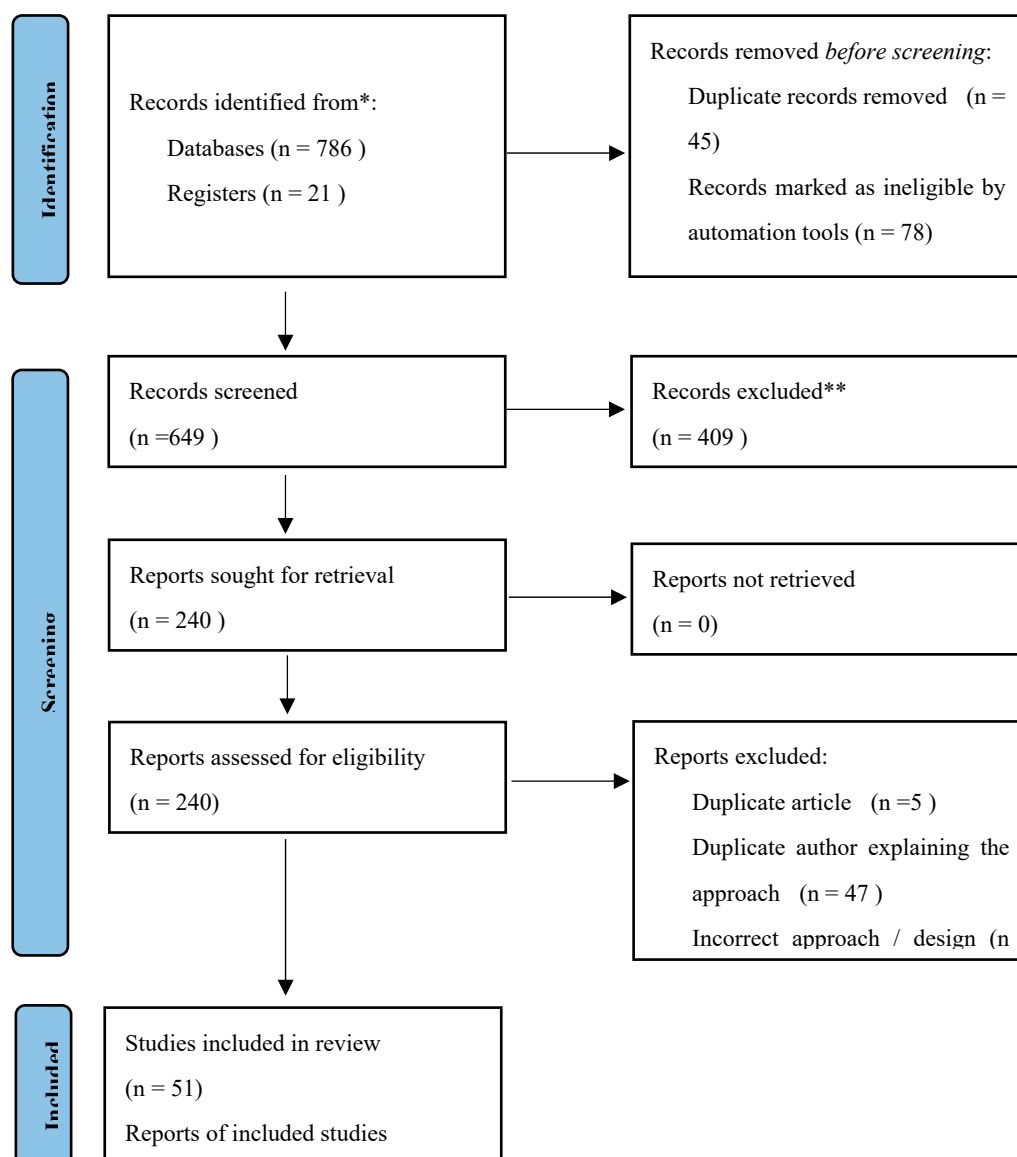 Identification
Records identified from*:
Databases (n = 786 )
Registers (n = 21 )
Records removed before screening:
Duplicate records removed (n =
45)
Records marked as ineligible by
automation tools (n = 78)
Screening
Records screened
(n =649 )
Records excluded**
(n = 409 )
Reports sought for retrieval
(n = 240 )
Reports not retrieved
(n = 0)
Reports assessed for eligibility
(n = 240)
Reports excluded:
Duplicate article (n =5 )
Duplicate author explaining the
approach (n = 47 )
Incorrect approach / design (n
Included
Studies included in review
(n = 51)
Reports of included studies